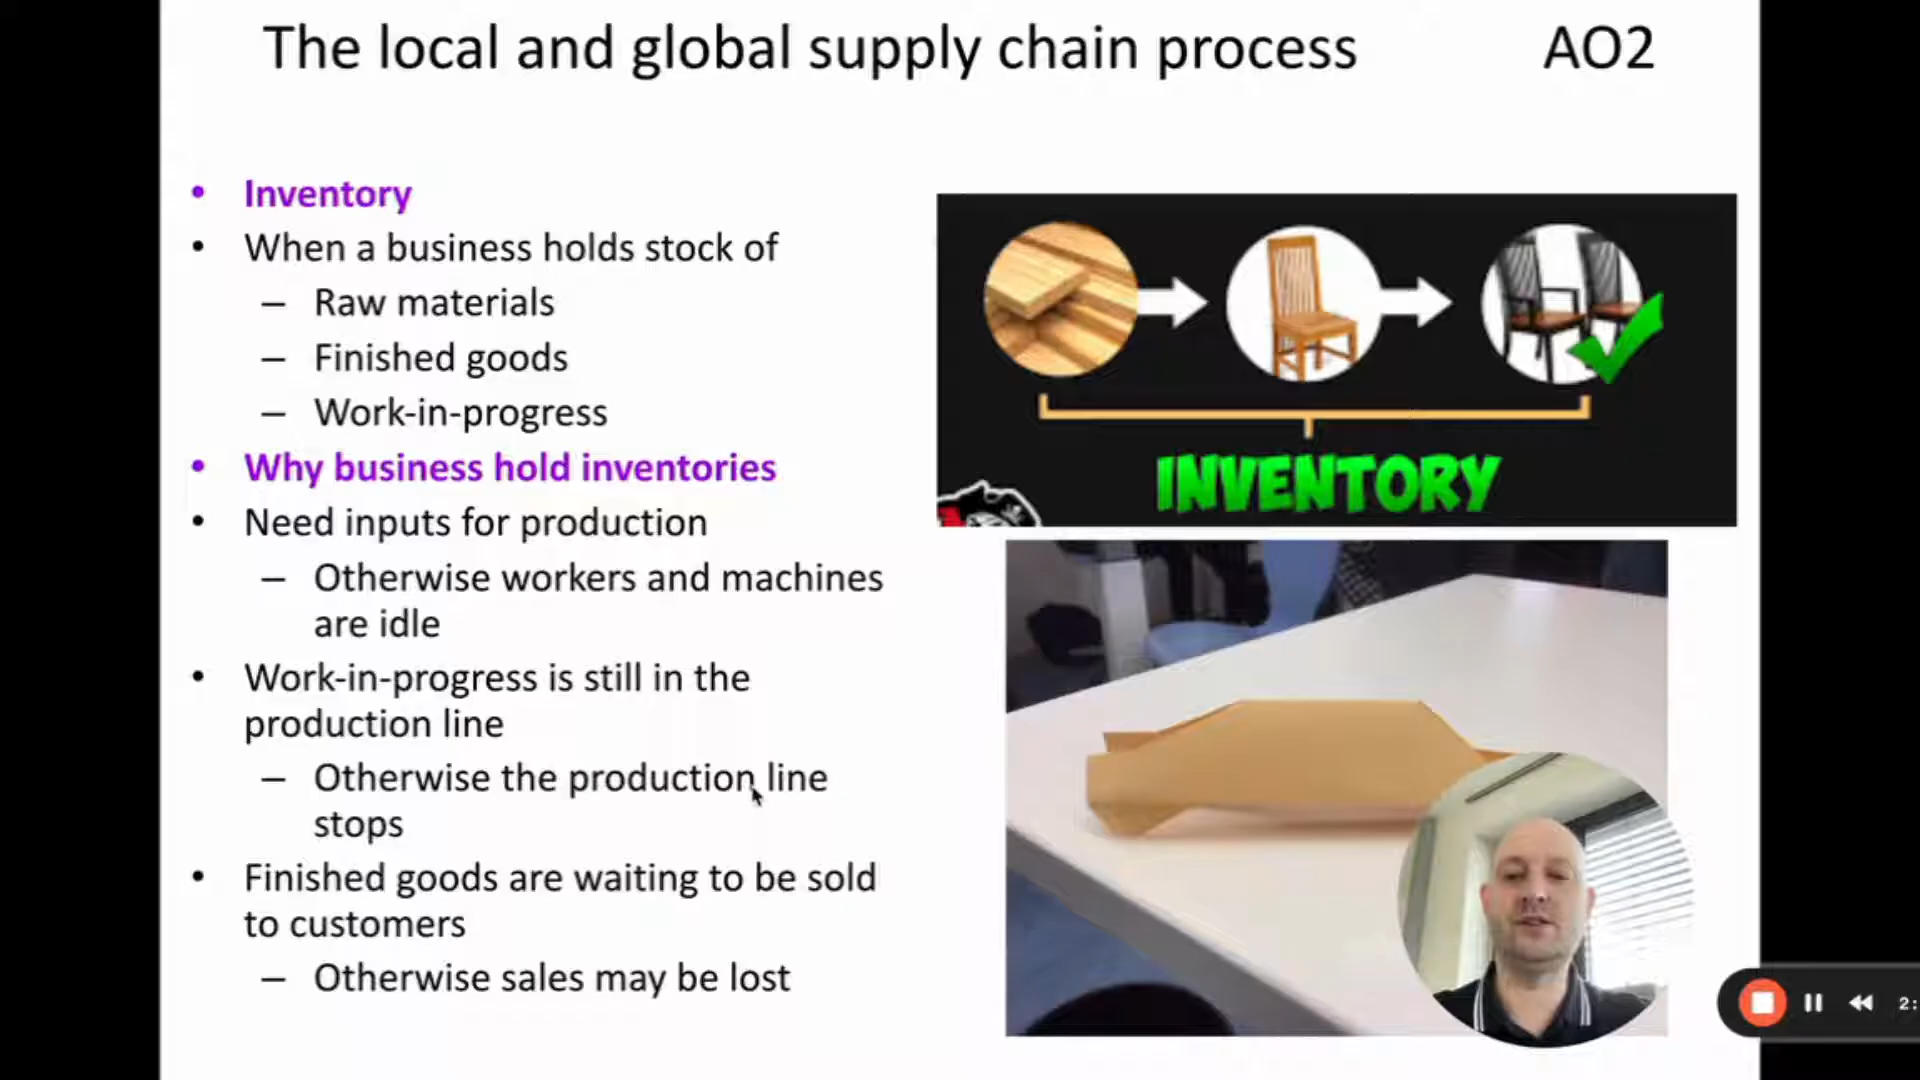 The local and global supply chain process AO2
• Inventory
• When a business holds stock of
– Raw materials
– Finished goods
– Work-in-progress
• Why business hold inventories
• Need inputs for production
– Otherwise workers and machines
are idle
• Work-in-progress is still in the
production line
– Otherwise the production line
stops
• Finished goods are waiting to be sold
to customers
– Otherwise sales may be lost
INVENTORY
2: